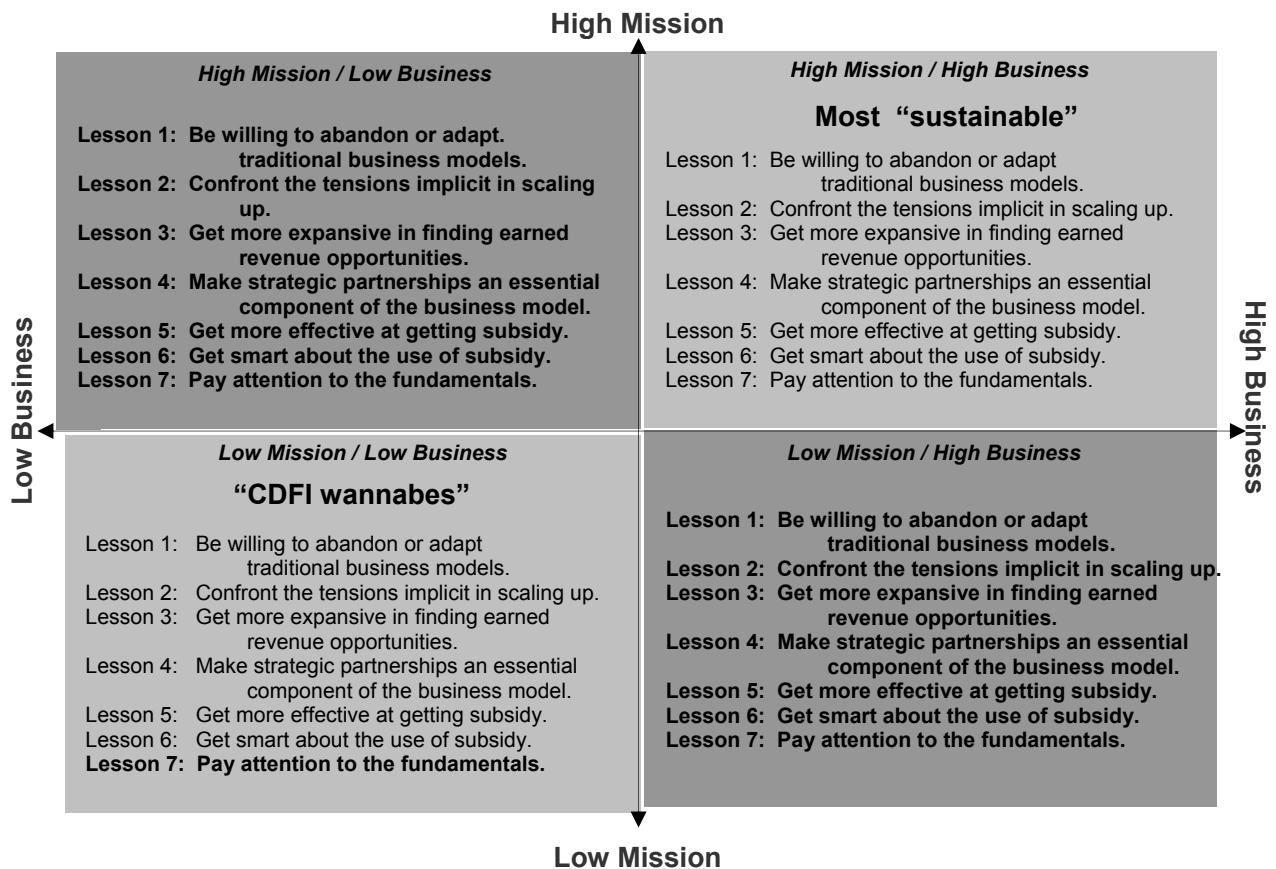 High Mission
High Mission / Low Business
Lesson 1: Be willing to abandon or adapt.
traditional business models.
Lesson 2: Confront the tensions implicit in scaling
up.
Lesson 3: Get more expansive in finding earned
revenue opportunities.
Lesson 4: Make strategic partnerships an essential
component of the business model.
Lesson 5: Get more effective at getting subsidy.
Lesson 6: Get smart about the use of subsidy.
Lesson 7: Pay attention to the fundamentals.
High Mission / High Business
Most “sustainable”
Lesson 1: Be willing to abandon or adapt
traditional business models.
Lesson 2: Confront the tensions implicit in scaling up.
Lesson 3: Get more expansive in finding earned
revenue opportunities.
Lesson 4: Make strategic partnerships an essential
component of the business model.
Lesson 5: Get more effective at getting subsidy.
Lesson 6: Get smart about the use of subsidy.
Lesson 7: Pay attention to the fundamentals.
Low Business
High Business
Low Mission / Low Business
“CDFI wannabes”
Lesson 1: Be willing to abandon or adapt
traditional business models.
Lesson 2: Confront the tensions implicit in scaling up.
Lesson 3: Get more expansive in finding earned
revenue opportunities.
Lesson 4: Make strategic partnerships an essential
component of the business model.
Lesson 5: Get more effective at getting subsidy.
Lesson 6: Get smart about the use of subsidy.
Lesson 7: Pay attention to the fundamentals.
Low Mission / High Business
Lesson 1: Be willing to abandon or adapt
traditional business models.
Lesson 2: Confront the tensions implicit in scaling up.
Lesson 3: Get more expansive in finding earned
revenue opportunities.
Lesson 4: Make strategic partnerships an essential
component of the business model.
Lesson 5: Get more effective at getting subsidy.
Lesson 6: Get smart about the use of subsidy.
Lesson 7: Pay attention to the fundamentals.
Low Mission